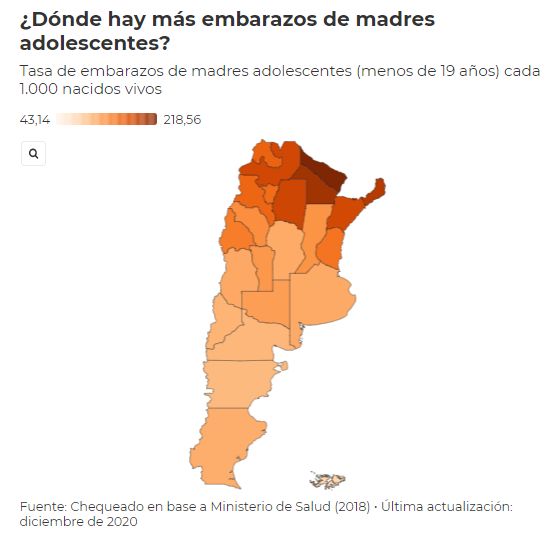 ¿Dónde hay más embarazos de madres
adolescentes?
Tasa de embarazos de madres adolescentes (menos de 19 años) cada
1.000 nacidos vivos
43,14 218,56
Fuente: Chequeado en base a Ministerio de Salud (2018) • Última actualización:
diciembre de 2020